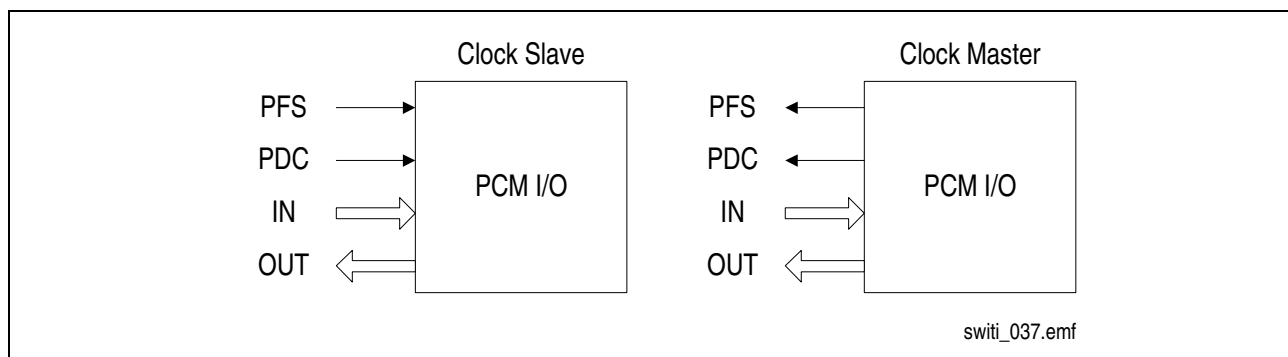 Clock Slave
PFS
PDC
IN
OUT
PCM I/O
Clock Master
PFS
PDC
IN
OUT
PCM I/O
switi_037.emf